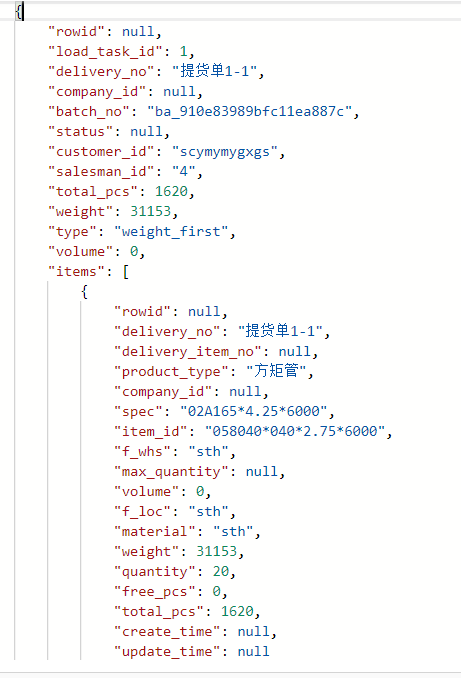 {
"rowid": null,
"load_task_id": 1,
"delivery_no": "提货单1-1",
"company_id": null,
"batch_no": "ba_910e83989bfc11ea887c",
"status": null,
"customer_id": "scymymygxgs",
"salesman_id": "4",
"total_pcs": 1620,
"weight": 31153,
"type": "weight_first",
"volume": 0,
"items": [
{
"rowid": null,
"delivery_no": "提货单1-1",
"delivery_item_no": null,
"product_type": "方矩管",
"company_id": null,
"spec": "02A165*4.25*6000",
"item_id": "058040*040*2.75*6000",
"f_whs": "sth",
"max_quantity": null,
"volume": 0,
"f_loc": "sth",
"material": "sth",
"weight": 31153,
"quantity": 20,
"free_pcs": 0,
"total_pcs": 1620,
"create_time": null,
"update_time": null